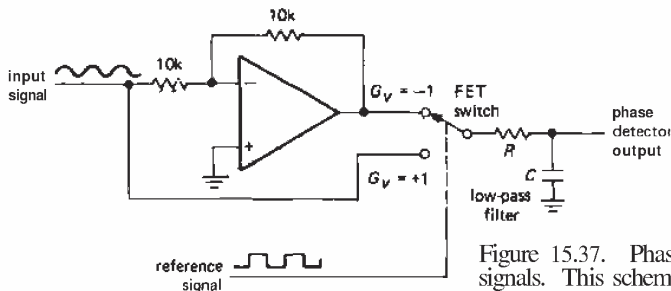 10k
10k
input
signal
−
+
G_V = −1
FET
switch
R
phase
detector
output
C
G_V = +1
low-pass
filter
reference
signal
Figure 15.37. Phas
signals. This schem